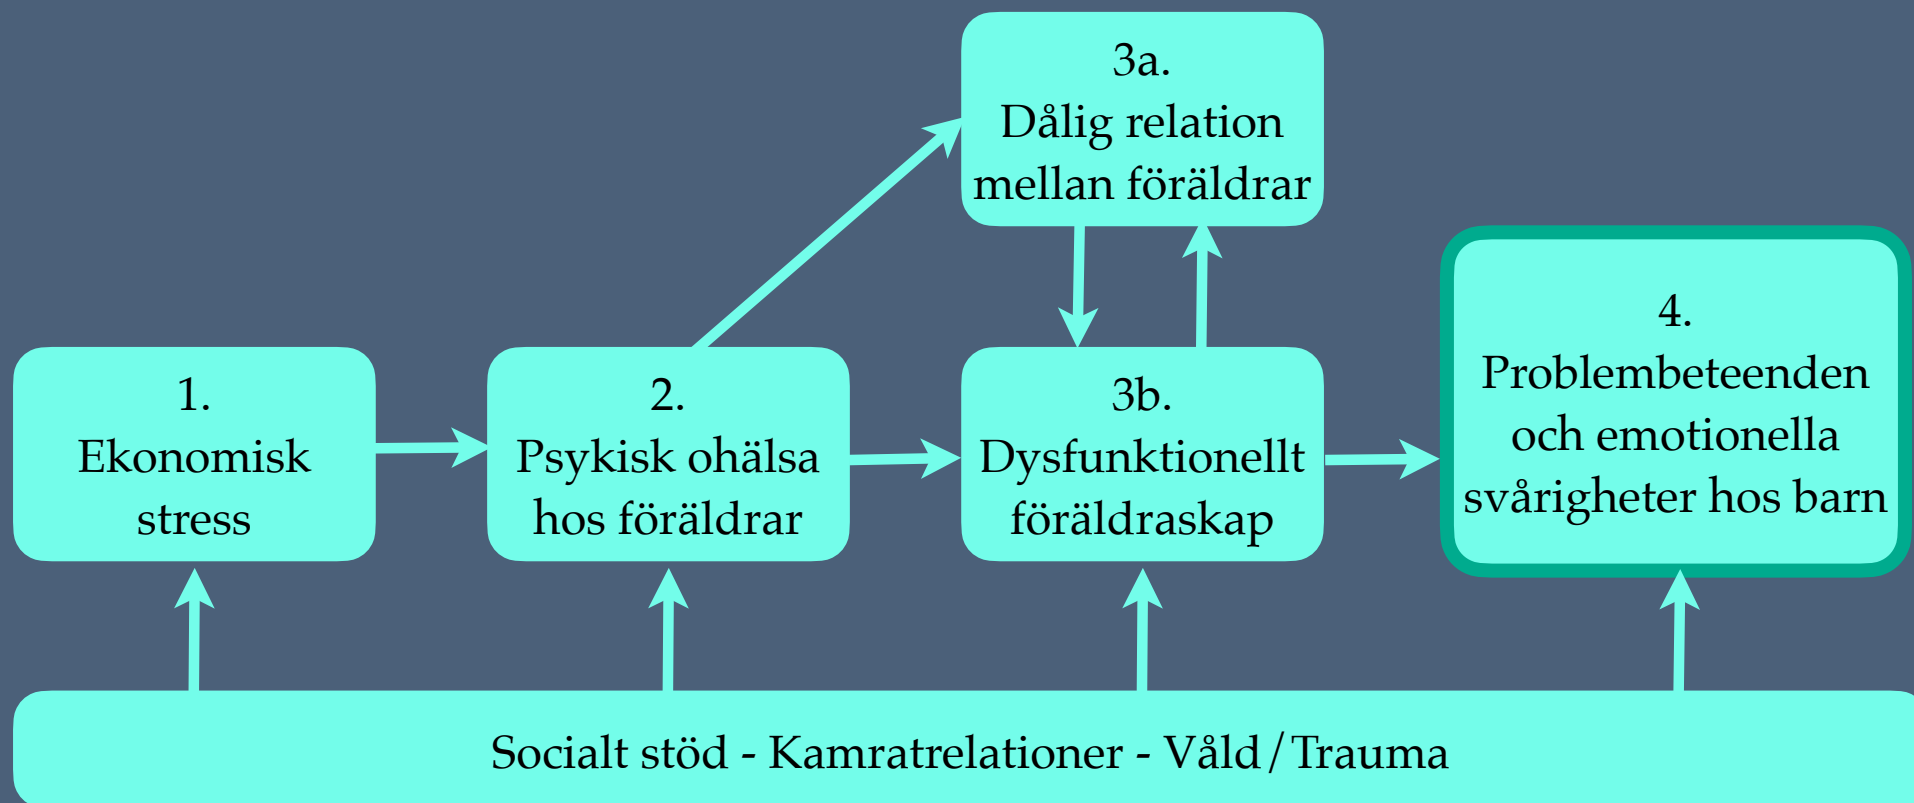 3a.
Dålig relation
mellan föräldrar
1.
Ekonomisk
stress
2.
Psykisk ohälsa
hos föräldrar
3b.
Dysfunktionellt
föräldraskap
4.
Problembeteenden
och emotionella
svårigheter hos barn
Socialt stöd - Kamratrelationer - Våld/Trauma